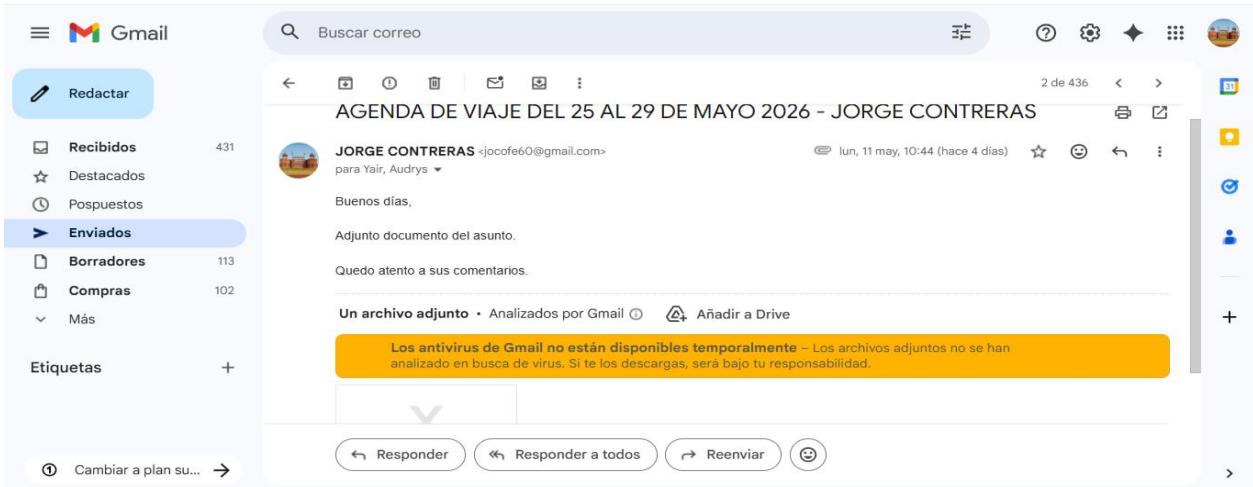 Gmail
Buscar correo
Redactar
2 de 436
31
AGENDA DE VIAJE DEL 25 AL 29 DE MAYO 2026 - JORGE CONTRERAS
Recibidos 431
JORGE CONTRERAS <jocofe60@gmail.com> lun, 11 may, 10:44 (hace 4 días)
para Yair, Audrys
Destacados
Pospuestos
Buenos días,
Enviados
Adjunto documento del asunto.
Borradores 113
Quedo atento a sus comentarios.
Compras 102
Un archivo adjunto • Analizados por Gmail Añadir a Drive
Más
Los antivirus de Gmail no están disponibles temporalmente – Los archivos adjuntos no se han
analizado en busca de virus. Si te los descargas, será bajo tu responsabilidad.
Etiquetas
X
Responder Responder a todos Reenviar
1 Cambiar a plan su...